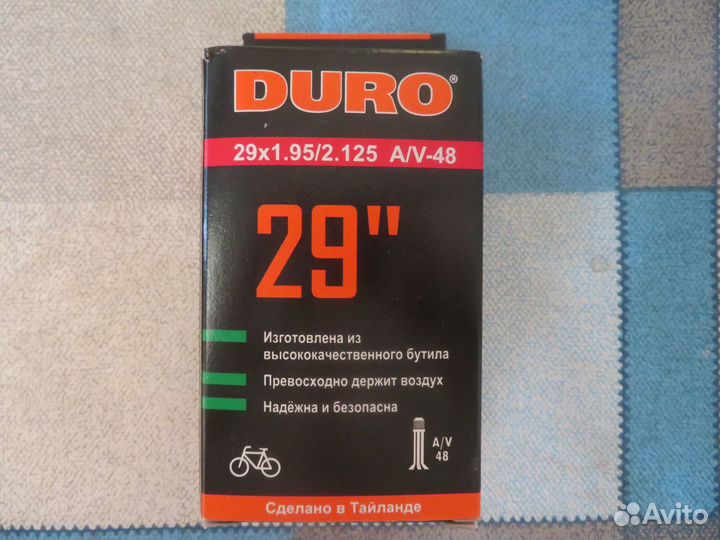 DURO®
29x1.95/2.125 A/V-48
29"
Изготовлена из
высококачественного бутила
Превосходно держит воздух
Надёжна и безопасна
A/V
48
Сделано в Тайланде
Avito